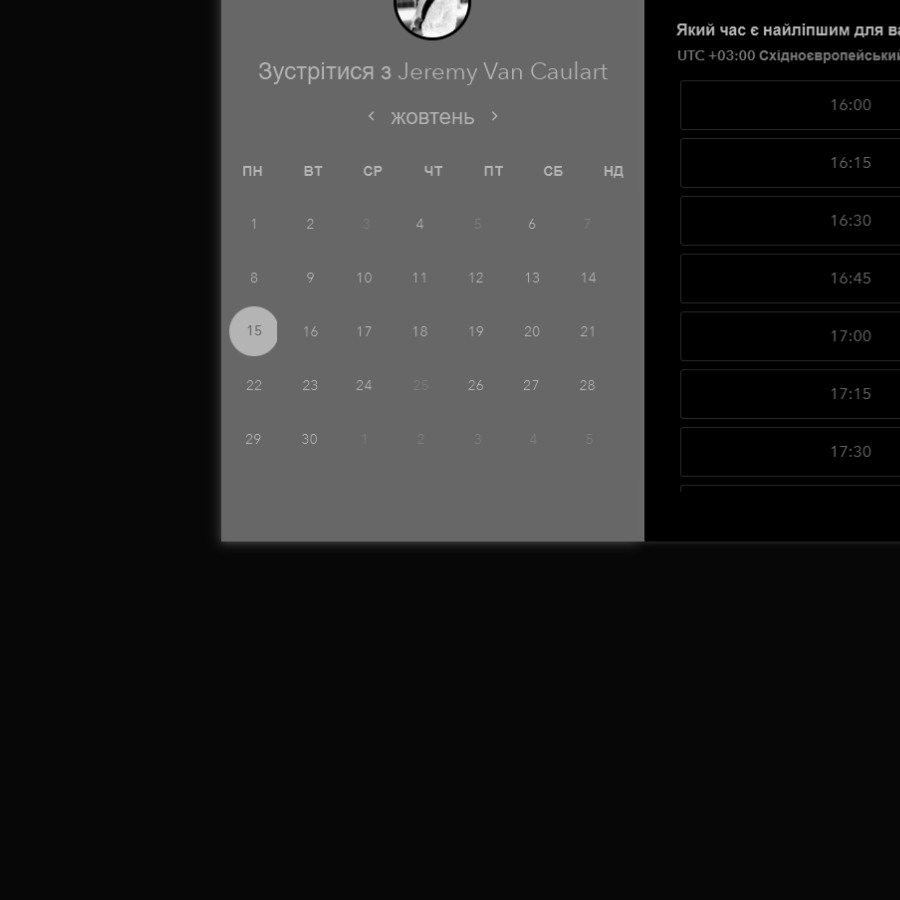 Зустрітися з Jeremy Van Caulart
жовтень
ПН ВТ СР ЧТ ПТ СБ НД
1 2 3 4 5 6 7
8 9 10 11 12 13 14
15 16 17 18 19 20 21
22 23 24 25 26 27 28
29 30 1 2 3 4 5
Який час є найліпшим для
UTC +03:00 Східноєвропейський
16:00
16:15
16:30
16:45
17:00
17:15
17:30